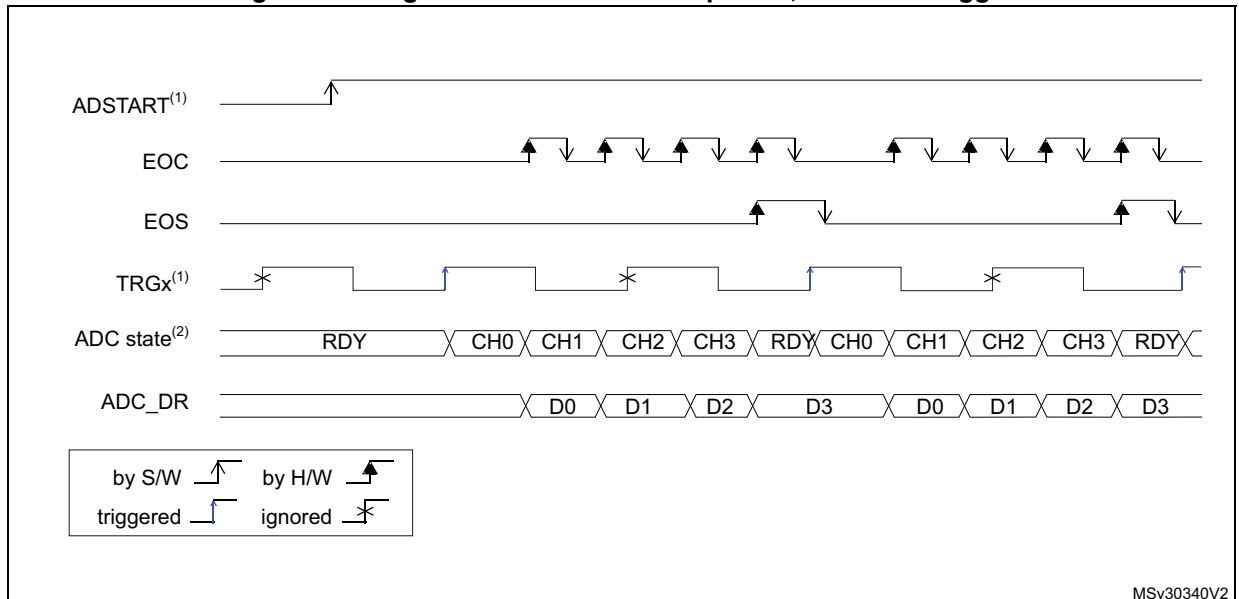 ADSTART(1)
EOC
EOS
TRGx(1)
ADC state(2) RDY CH0 CH1 CH2 CH3 RDY CH0 CH1 CH2 CH3 RDY
ADC_DR D0 D1 D2 D3 D0 D1 D2 D3
by S/W by H/W
triggered ignored
MSv30340V2